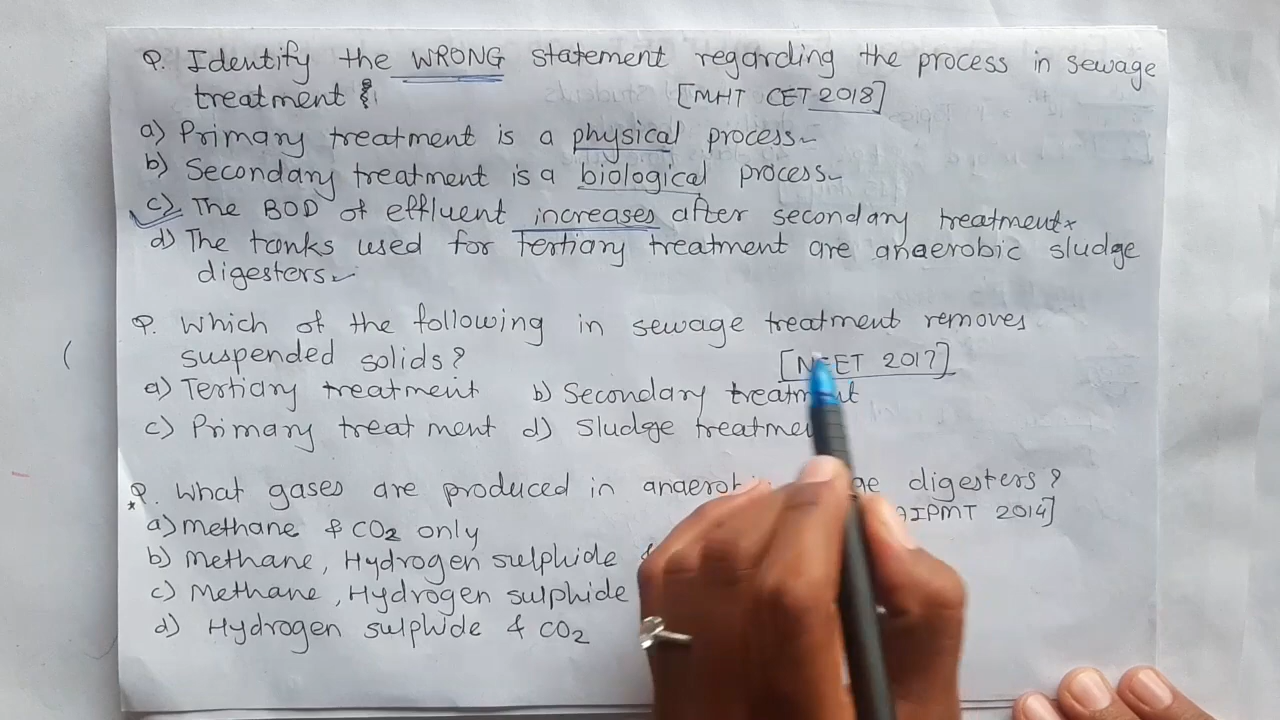 Q. Identify the WRONG statement regarding the process in sewage
treatment
[MHT CET 2018]
a) Primary treatment is a physical process
b) Secondary treatment is a biological process
c) The BOD of effluent increases after secondary treatment
d) The tanks used for Tertiary treatment are anaerobic sludge
digesters
Q. Which of the following in sewage treatment removes
suspended solids?
[NEET 2017]
a) Tertiary treatment b) Secondary treatment
c) Primary treat ment d) Sludge
Q. What gases are produced in digesters?
AIPMT 2014]
a) methane & CO2 only
b) Methane, Hydrogen sulphide
c) Methane, Hydrogen sulphide
d) Hydrogen sulphide & CO2